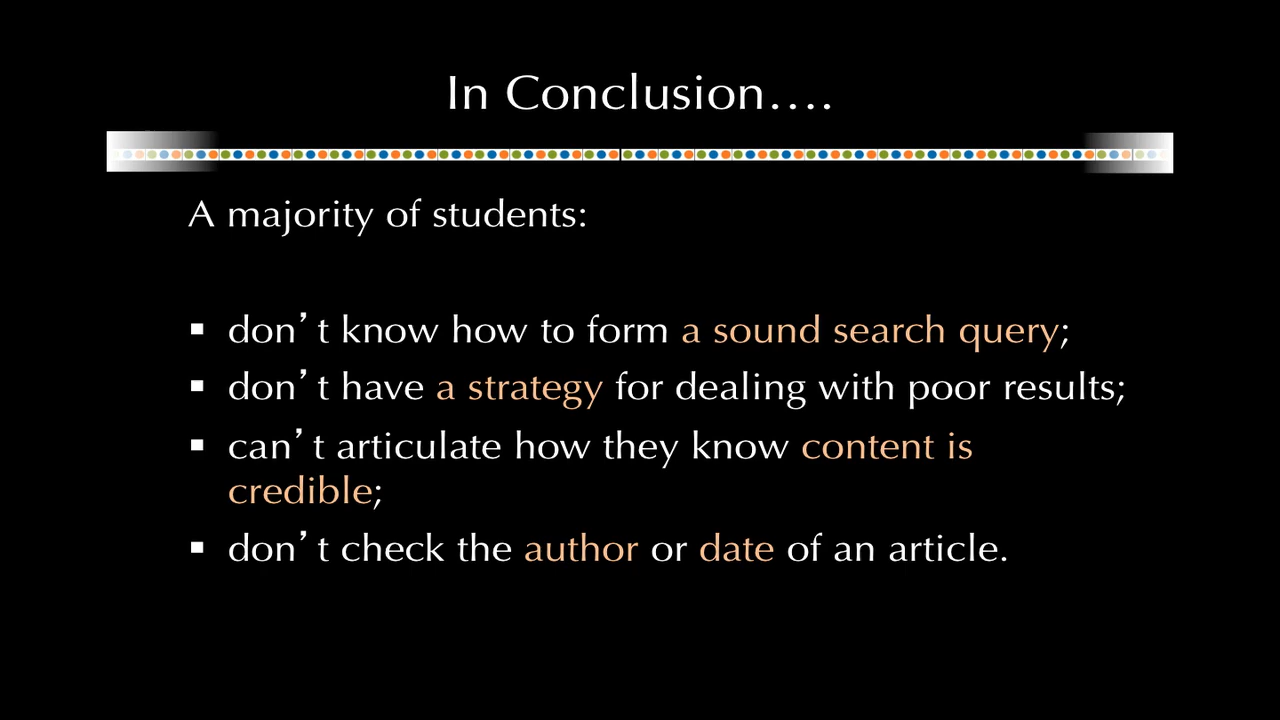 In Conclusion....
A majority of students:
▪ don’t know how to form a sound search query;
▪ don’t have a strategy for dealing with poor results;
▪ can’t articulate how they know content is
credible;
▪ don’t check the author or date of an article.